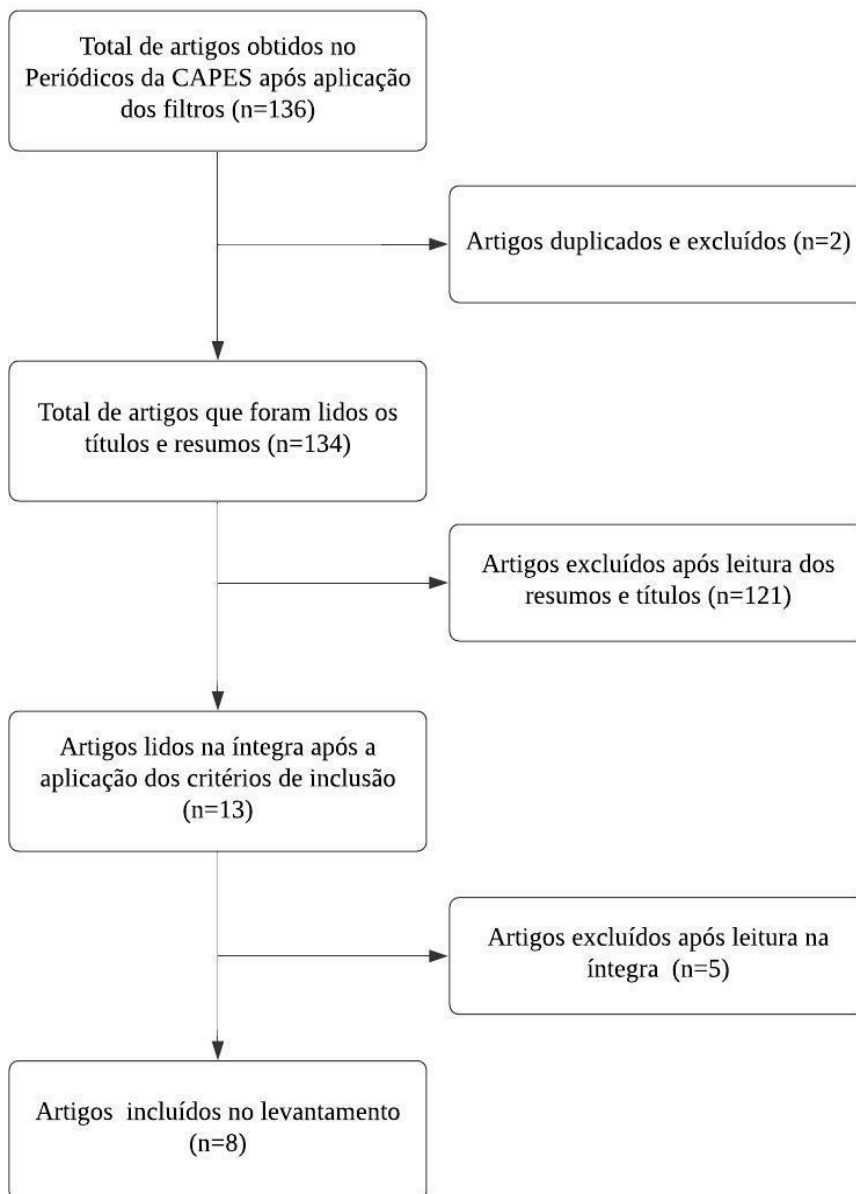 Total de artigos obtidos no
Periódicos da CAPES após aplicação
dos filtros (n=136)
Artigos duplicados e excluídos (n=2)
Total de artigos que foram lidos os
títulos e resumos (n=134)
Artigos excluídos após leitura dos
resumos e títulos (n=121)
Artigos lidos na íntegra após a
aplicação dos critérios de inclusão
(n=13)
Artigos excluídos após leitura na
íntegra (n=5)
Artigos incluídos no levantamento
(n=8)